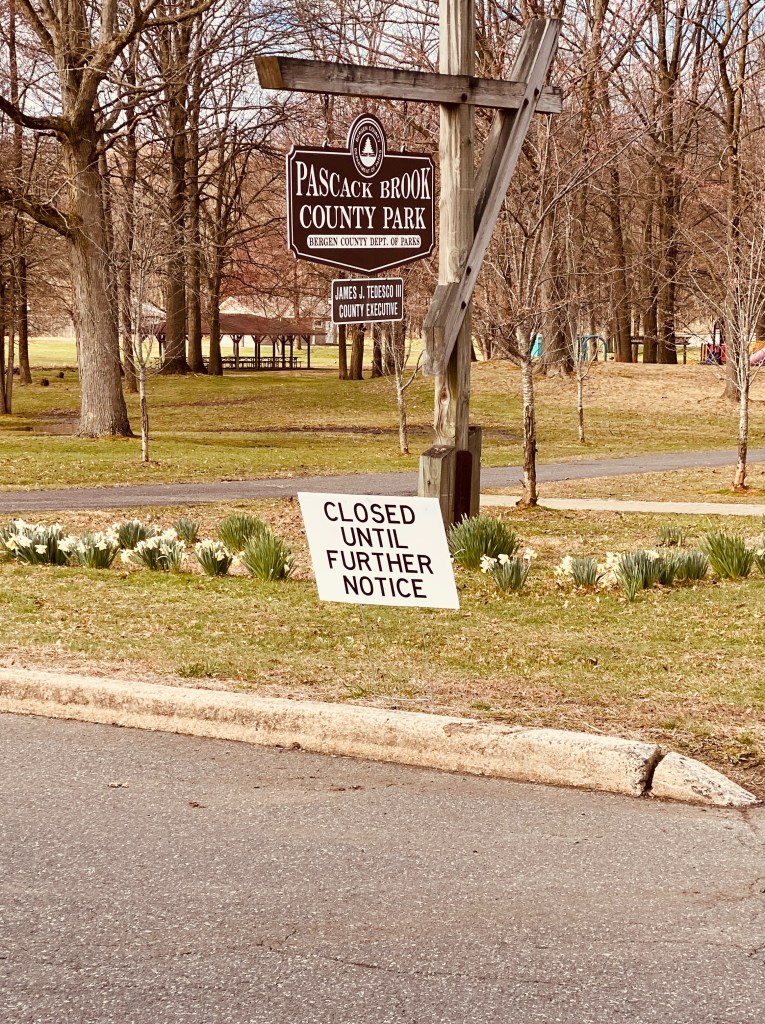 PASCACK BROOK
COUNTY PARK
BERGEN COUNTY DEPT. OF PARKS
JAMES J. TEDESCO III
COUNTY EXECUTIVE
CLOSED
UNTIL
FURTHER
NOTICE